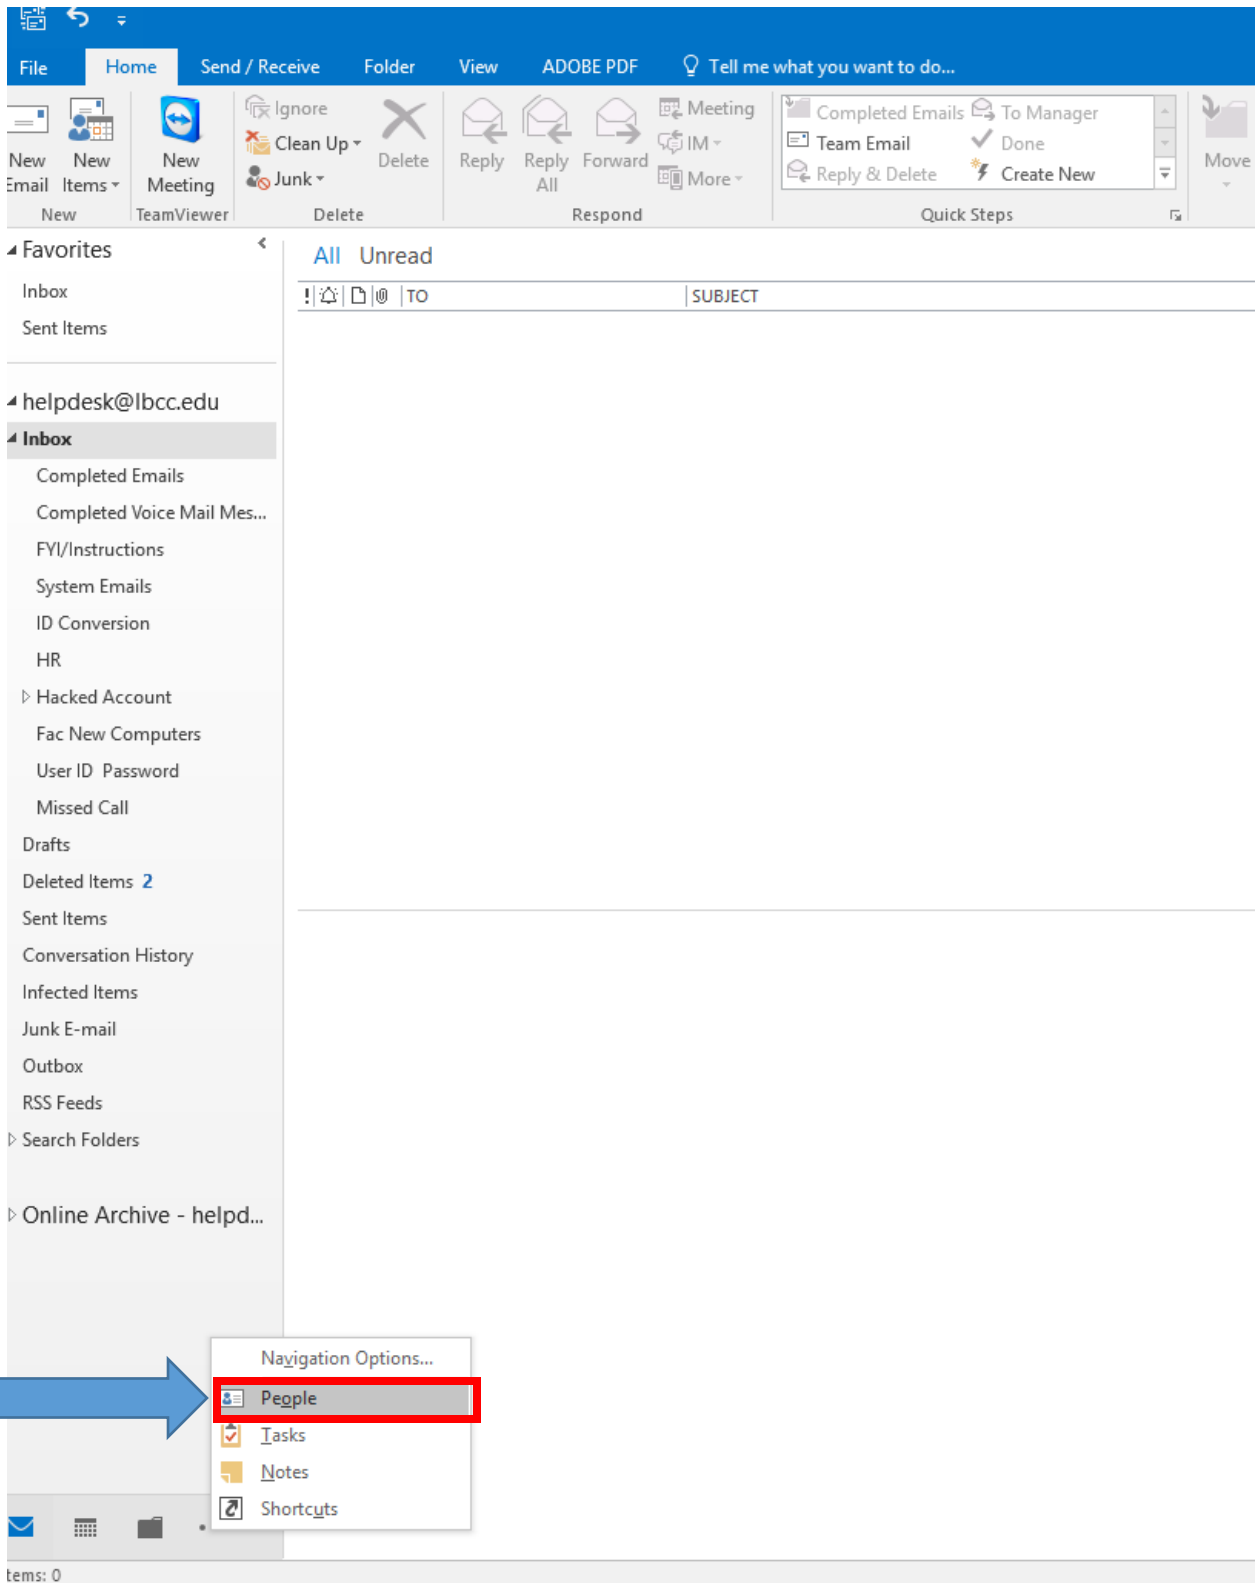 File Home Send / Receive Folder View ADOBE PDF Tell me what you want to do...
Ignore
Clean Up
Junk
Delete
New Email
New Items
New Meeting
Reply
Reply All
Forward
Meeting
IM
More
Completed Emails
To Manager
Team Email
Done
Reply & Delete
Create New
Move
New TeamViewer Delete Respond Quick Steps
Favorites
Inbox
Sent Items
All Unread
! TO SUBJECT
helpdesk@lbcc.edu
Inbox
Completed Emails
Completed Voice Mail Mes...
FYI/Instructions
System Emails
ID Conversion
HR
Hacked Account
Fac New Computers
User ID Password
Missed Call
Drafts
Deleted Items 2
Sent Items
Conversation History
Infected Items
Junk E-mail
Outbox
RSS Feeds
Search Folders
Online Archive - helpd...
Navigation Options...
People
Tasks
Notes
Shortcuts
tems: 0